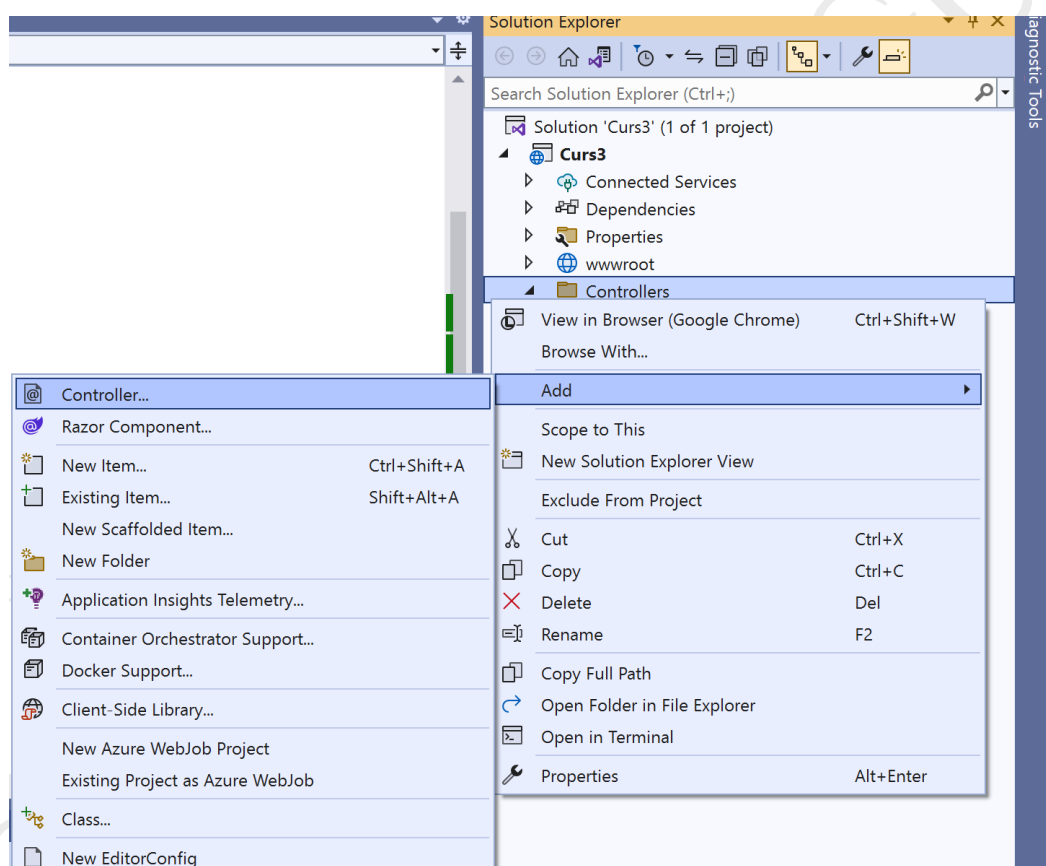 Solution Explorer
Search Solution Explorer (Ctrl+;)
Solution 'Curs3' (1 of 1 project)
Curs3
Connected Services
Dependencies
Properties
wwwroot
Controllers
View in Browser (Google Chrome) Ctrl+Shift+W
Browse With...
Add
Scope to This
New Solution Explorer View
Exclude From Project
Cut Ctrl+X
Copy Ctrl+C
Delete Del
Rename F2
Copy Full Path
Open Folder in File Explorer
Open in Terminal
Properties Alt+Enter
Controller...
Razor Component...
New Item... Ctrl+Shift+A
Existing Item... Shift+Alt+A
New Scaffolded Item...
New Folder
Application Insights Telemetry...
Container Orchestrator Support...
Docker Support...
Client-Side Library...
New Azure WebJob Project
Existing Project as Azure WebJob
Class...
New EditorConfig
iagnostic Tools